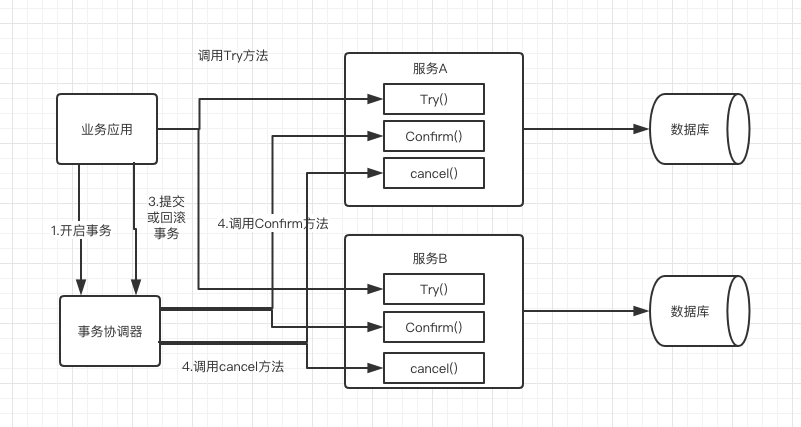 调用Try方法
服务A
Try()
业务应用
数据库
Confirm()
cancel()
3.提交
或回滚
事务
1.开启事务
4.调用Confirm方法
服务B
Try()
数据库
事务协调器
Confirm()
4.调用cancel方法
cancel()